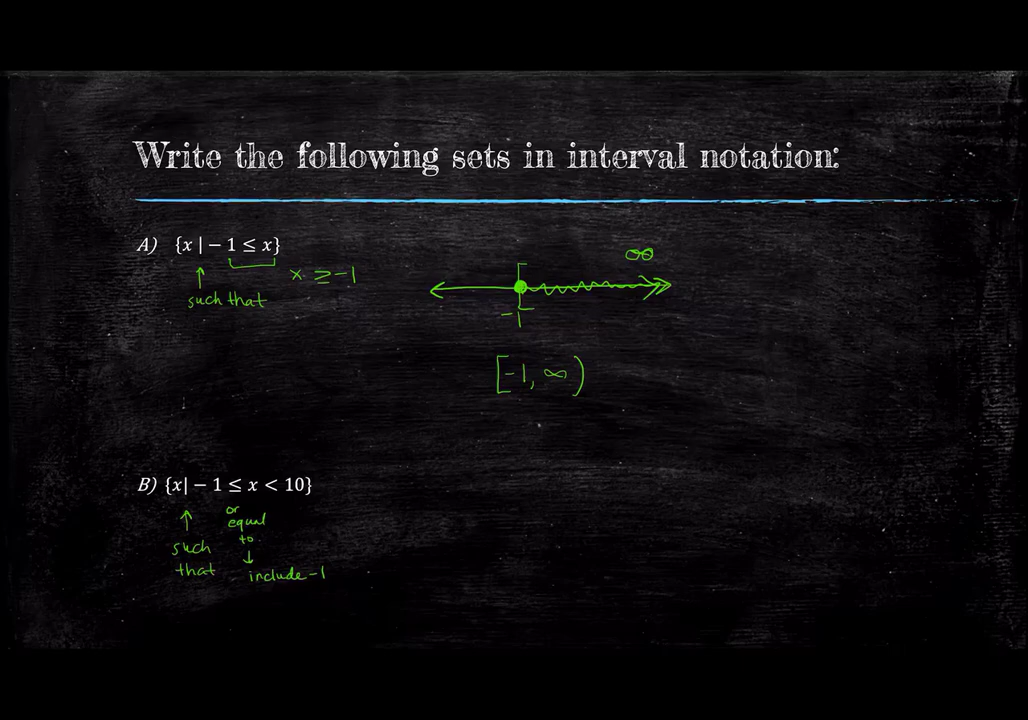 Write the following sets in interval notation:
A) {x | − 1 ≤ x}
x ≥ -1
such that
∞
-1
[-1, ∞)
B) {x| − 1 ≤ x < 10}
or
equal
to
such
that
↓
include -1